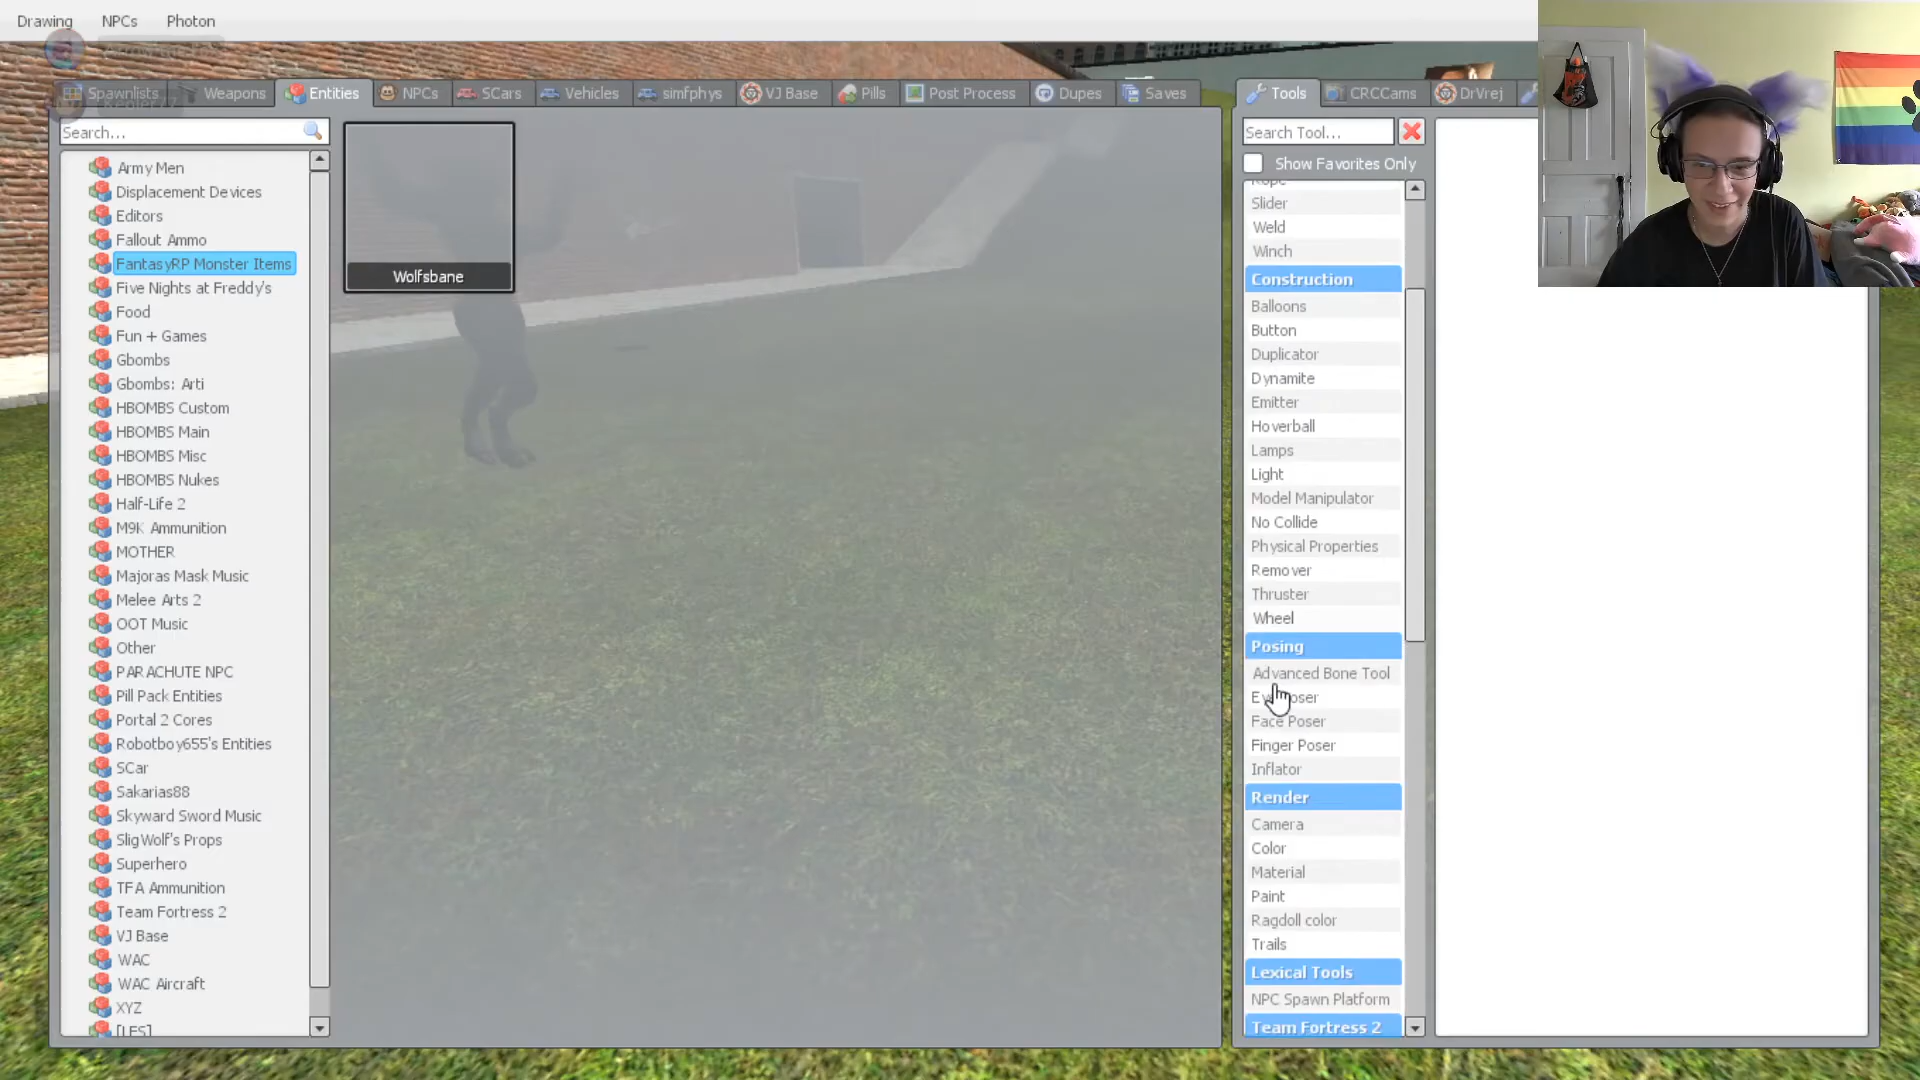 Drawing NPCs Photon
Spawnlists Weapons Entities NPCs SCars Vehicles simfphys VJ Base Pills Post Process Dupes Saves
Search...
Army Men
Displacement Devices
Editors
Fallout Ammo
FantasyRP Monster Items
Five Nights at Freddy's
Food
Fun + Games
Gbombs
Gbombs: Arti
HBOMBS Custom
HBOMBS Main
HBOMBS Misc
HBOMBS Nukes
Half-Life 2
M9K Ammunition
MOTHER
Majoras Mask Music
Melee Arts 2
OOT Music
Other
PARACHUTE NPC
Pill Pack Entities
Portal 2 Cores
Robotboy655's Entities
SCar
Sakarias88
Skyward Sword Music
SligWolf's Props
Superhero
TFA Ammunition
Team Fortress 2
VJ Base
WAC
WAC Aircraft
XYZ
[LFS]
Wolfsbane
Tools CRCCams DrVrej
Search Tool...
Show Favorites Only
Rope
Slider
Weld
Winch
Construction
Balloons
Button
Duplicator
Dynamite
Emitter
Hoverball
Lamps
Light
Model Manipulator
No Collide
Physical Properties
Remover
Thruster
Wheel
Posing
Advanced Bone Tool
Eye Poser
Face Poser
Finger Poser
Inflator
Render
Camera
Color
Material
Paint
Ragdoll color
Trails
Lexical Tools
NPC Spawn Platform
Team Fortress 2